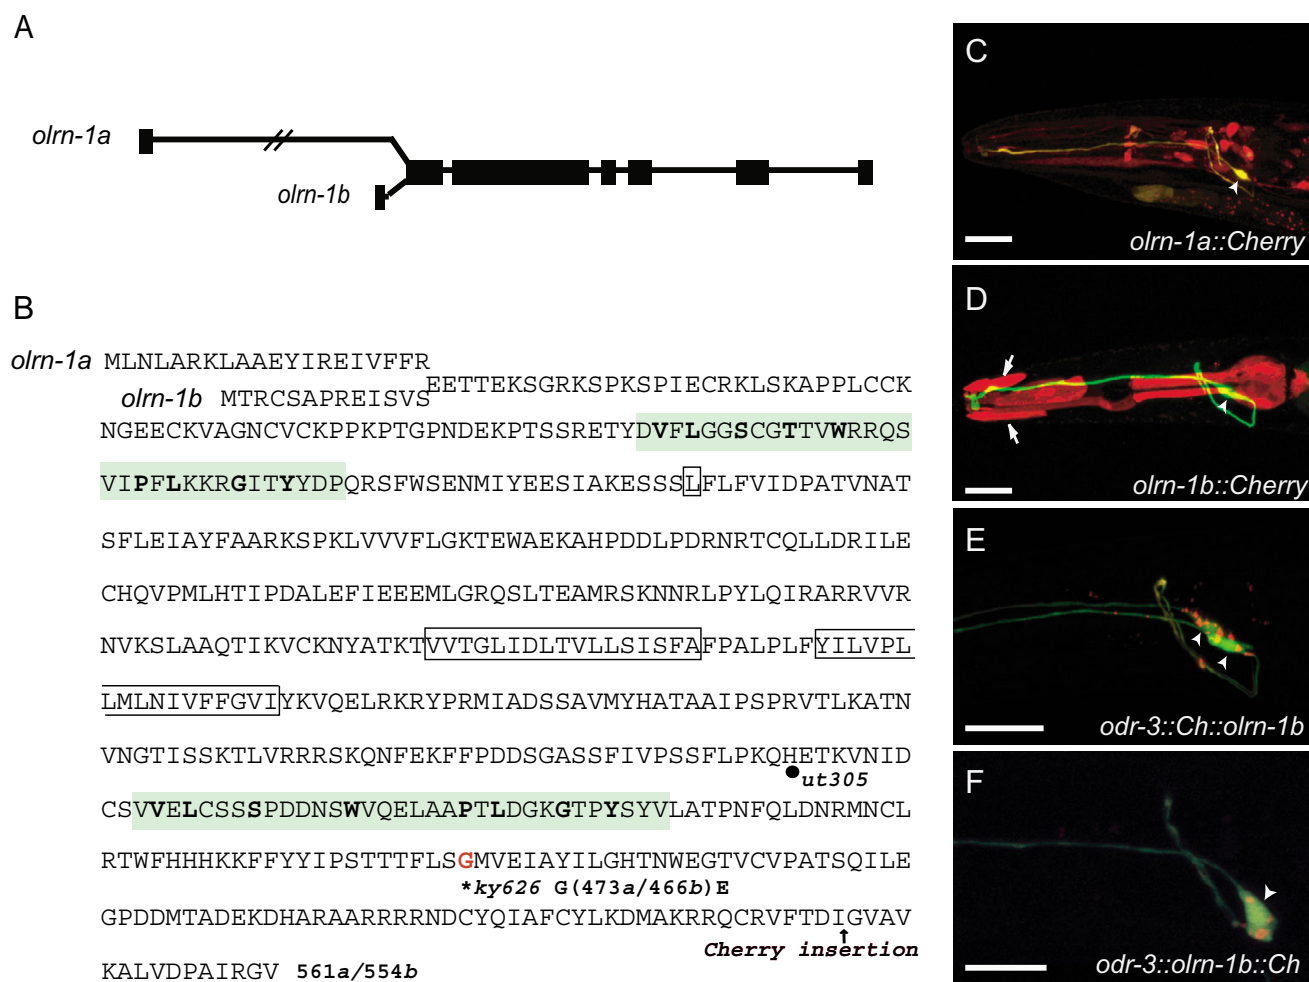 A
olrn-1a
olrn-1b
B
olrn-1a MLNLARKLAAEYIREIVFFR
EETTEKSGRKSPKSPIECRKLSKAPPLCCK
olrn-1b MTRCSAPREISVS
NGEECKVAGNCVCKPPKPTGPNDEKPTSSRETYDVFLGGSCGTTVWRRQS
VIPFLKKRGITYYDPQRSFWSENMIYEESIAKESSSLFLFVIDPATVNAT
SFLEIAYFAARKSPKLVVVFLGKTEWAEKAHPDDLPDRNRTCQLLDRILE
CHQVPMLHTIPDALEFIEEEMLGRQSLTEAMRSKNNRLPYLQIRARRVVR
NVKSLAAQTIKVCKNYATKTVVTGLIDLTVLLSISFAFPALPLFYILVPL
LMLNIVFFGVIYKVQELRKRYPRMIADSSAVMYHATAAIPSPRVTLKATN
VNGTISSKTLVRRRSKQNFEKFFPDDSGASSFIVPSSFLPKQHETKVNID
ut305
CSVVELCSSSPDDNSWVQELAAPTLDGKGTPYSYVLATPNFQLDNRMNCL
RTWFHHHKKFFYYIPSTTTFLSGMVEIAYILGHTNWEGTVCVPATSQILE
*ky626 G(473a/466b)E
GPDDMTADEKDHARAARRRRNDCYQIAFCYLKDMAKRRQCRVFTDIGVAV
Cherry insertion
KALVDPAIRGV 561a/554b
C
olrn-1a::Cherry
D
olrn-1b::Cherry
E
odr-3::Ch::olrn-1b
F
odr-3::olrn-1b::Ch